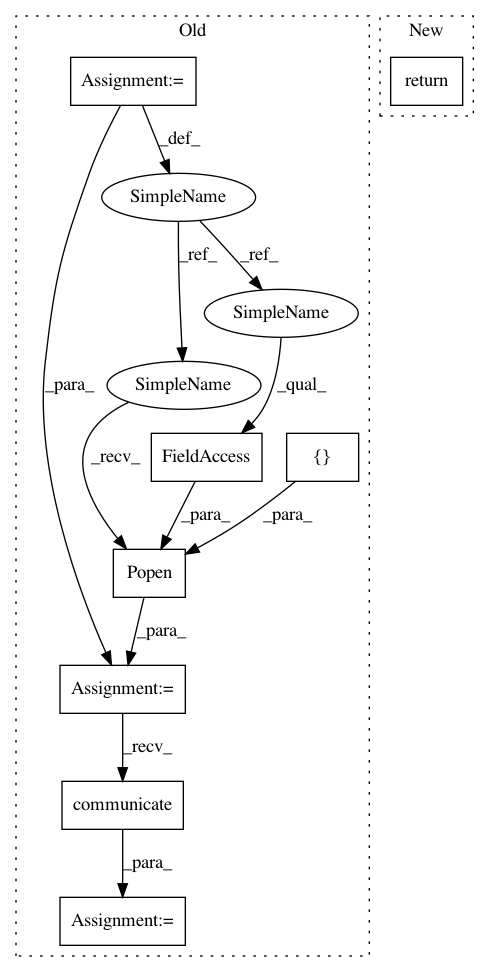 Old
New
Assignment:=
return
_def_
SimpleName
_ref_
_ref_
SimpleName
_para_
SimpleName
_qual_
_recv_
FieldAccess
{}
_para_
_para_
Popen
_para_
Assignment:=
_recv_
communicate
_para_
Assignment:=